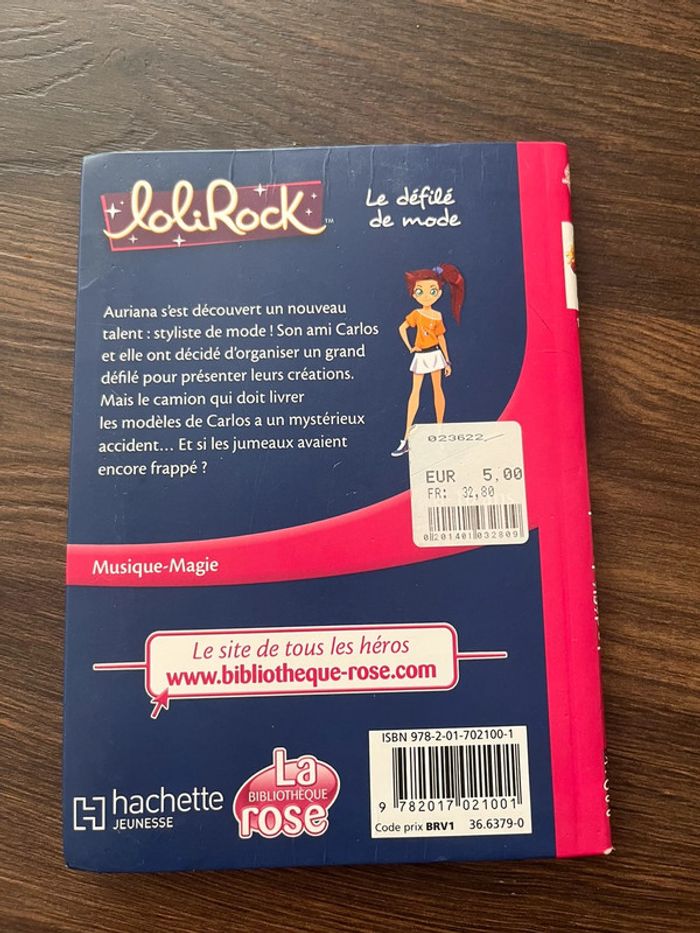 LoliRock™
Le défilé
de mode
Auriana s'est découvert un nouveau
talent : styliste de mode ! Son ami Carlos
et elle ont décidé d'organiser un grand
défilé pour présenter leurs créations.
Mais le camion qui doit livrer
les modèles de Carlos a un mystérieux
accident... Et si les jumeaux avaient
encore frappé ?
023622
EUR 5,00
FR: 32,80
0201401032809
Musique-Magie
Le site de tous les héros
www.bibliotheque-rose.com
ISBN 978-2-01-702100-1
9 782017 021001
Code prix BRV1 36.6379-0
hachette
JEUNESSE
La
BIBLIOTHÈQUE
rose